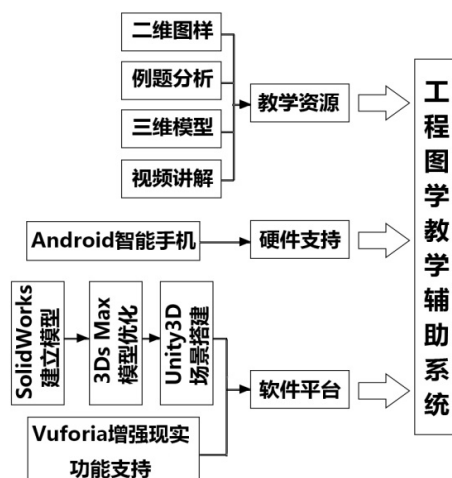 二维图样
例题分析
三维模型
视频讲解
教学资源
Android智能手机
硬件支持
SolidWorks
建立模型
3Ds Max
模型优化
Unity3D
场景搭建
Vuforia增强现实
功能支持
软件平台
工程图学教学辅助系统